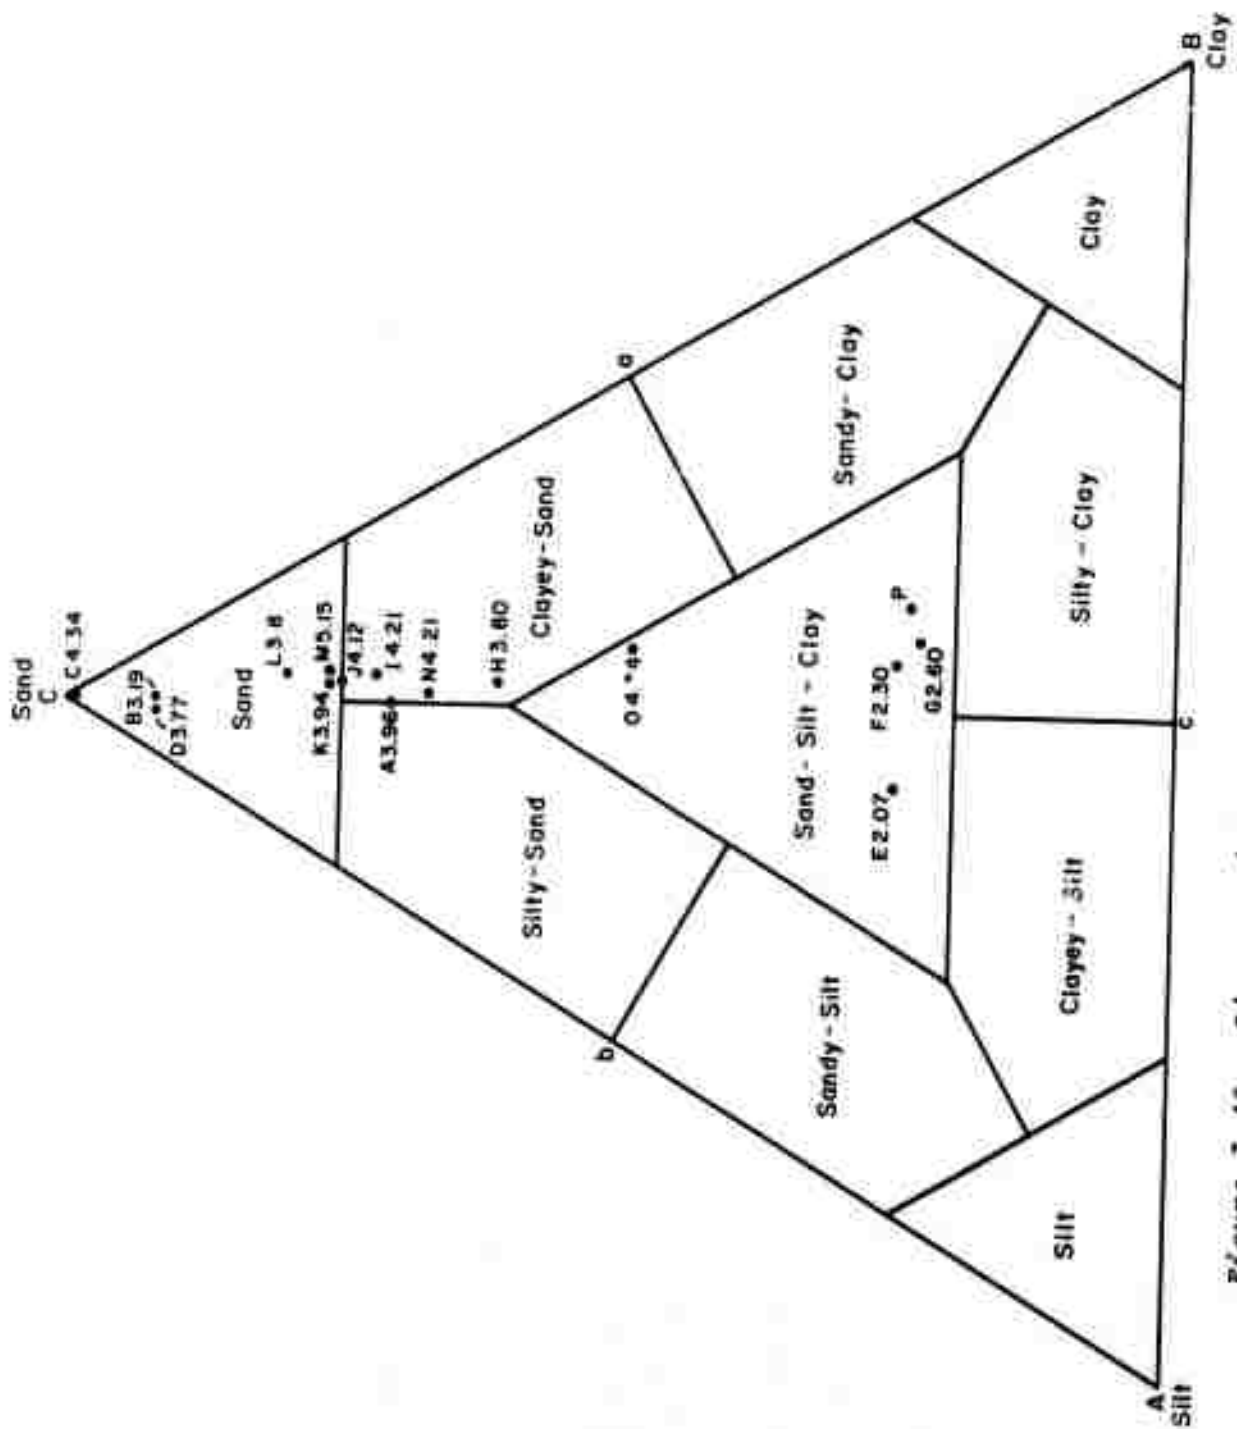 Sand
C
C4.34
B3.19
D3.77
Sand
L3.8
K3.94
M5.15
J4.12
A3.96
I4.21
N4.21
H3.80
Silty-Sand
Clayey-Sand
a
b
O4.
Sandy-Silt
Sand-Silt-Clay
Sandy-Clay
E2.07
F2.30
G2.60
P
Silt
Clayey-Silt
Silty-Clay
Clay
A
Silt
c
B
Clay